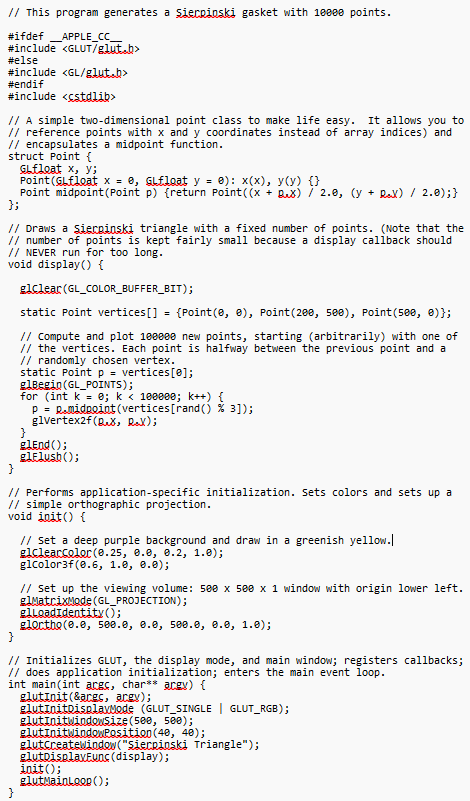 // This program generates a Sierpinski gasket with 10000 points.
#ifdef __APPLE_CC__
#include <GLUT/glut.h>
#else
#include <GL/glut.h>
#endif
#include <cstdlib>
// A simple two-dimensional point class to make life easy.  It allows you to
// reference points with x and y coordinates instead of array indices) and
// encapsulates a midpoint function.
struct Point {
  GLfloat x, y;
  Point(GLfloat x = 0, GLfloat y = 0): x(x), y(y) {}
  Point midpoint(Point p) {return Point((x + p.x) / 2.0, (y + p.y) / 2.0);}
};
// Draws a Sierpinski triangle with a fixed number of points. (Note that the
// number of points is kept fairly small because a display callback should
// NEVER run for too long.
void display() {
  glClear(GL_COLOR_BUFFER_BIT);
  static Point vertices[] = {Point(0, 0), Point(200, 500), Point(500, 0)};
  // Compute and plot 100000 new points, starting (arbitrarily) with one of
  // the vertices. Each point is halfway between the previous point and a
  // randomly chosen vertex.
  static Point p = vertices[0];
  glBegin(GL_POINTS);
  for (int k = 0; k < 100000; k++) {
    p = p.midpoint(vertices[rand() % 3]);
    glVertex2f(p.x, p.y);
  }
  glEnd();
  glFlush();
}
// Performs application-specific initialization. Sets colors and sets up a
// simple orthographic projection.
void init() {
  // Set a deep purple background and draw in a greenish yellow.
  glClearColor(0.25, 0.0, 0.2, 1.0);
  glColor3f(0.6, 1.0, 0.0);
  // Set up the viewing volume: 500 x 500 x 1 window with origin lower left.
  glMatrixMode(GL_PROJECTION);
  glLoadIdentity();
  glOrtho(0.0, 500.0, 0.0, 500.0, 0.0, 1.0);
}
// Initializes GLUT, the display mode, and main window; registers callbacks;
// does application initialization; enters the main event loop.
int main(int argc, char** argv) {
  glutInit(&argc, argv);
  glutInitDisplayMode (GLUT_SINGLE | GLUT_RGB);
  glutInitWindowSize(500, 500);
  glutInitWindowPosition(40, 40);
  glutCreateWindow("Sierpinski Triangle");
  glutDisplayFunc(display);
  init();
  glutMainLoop();
}